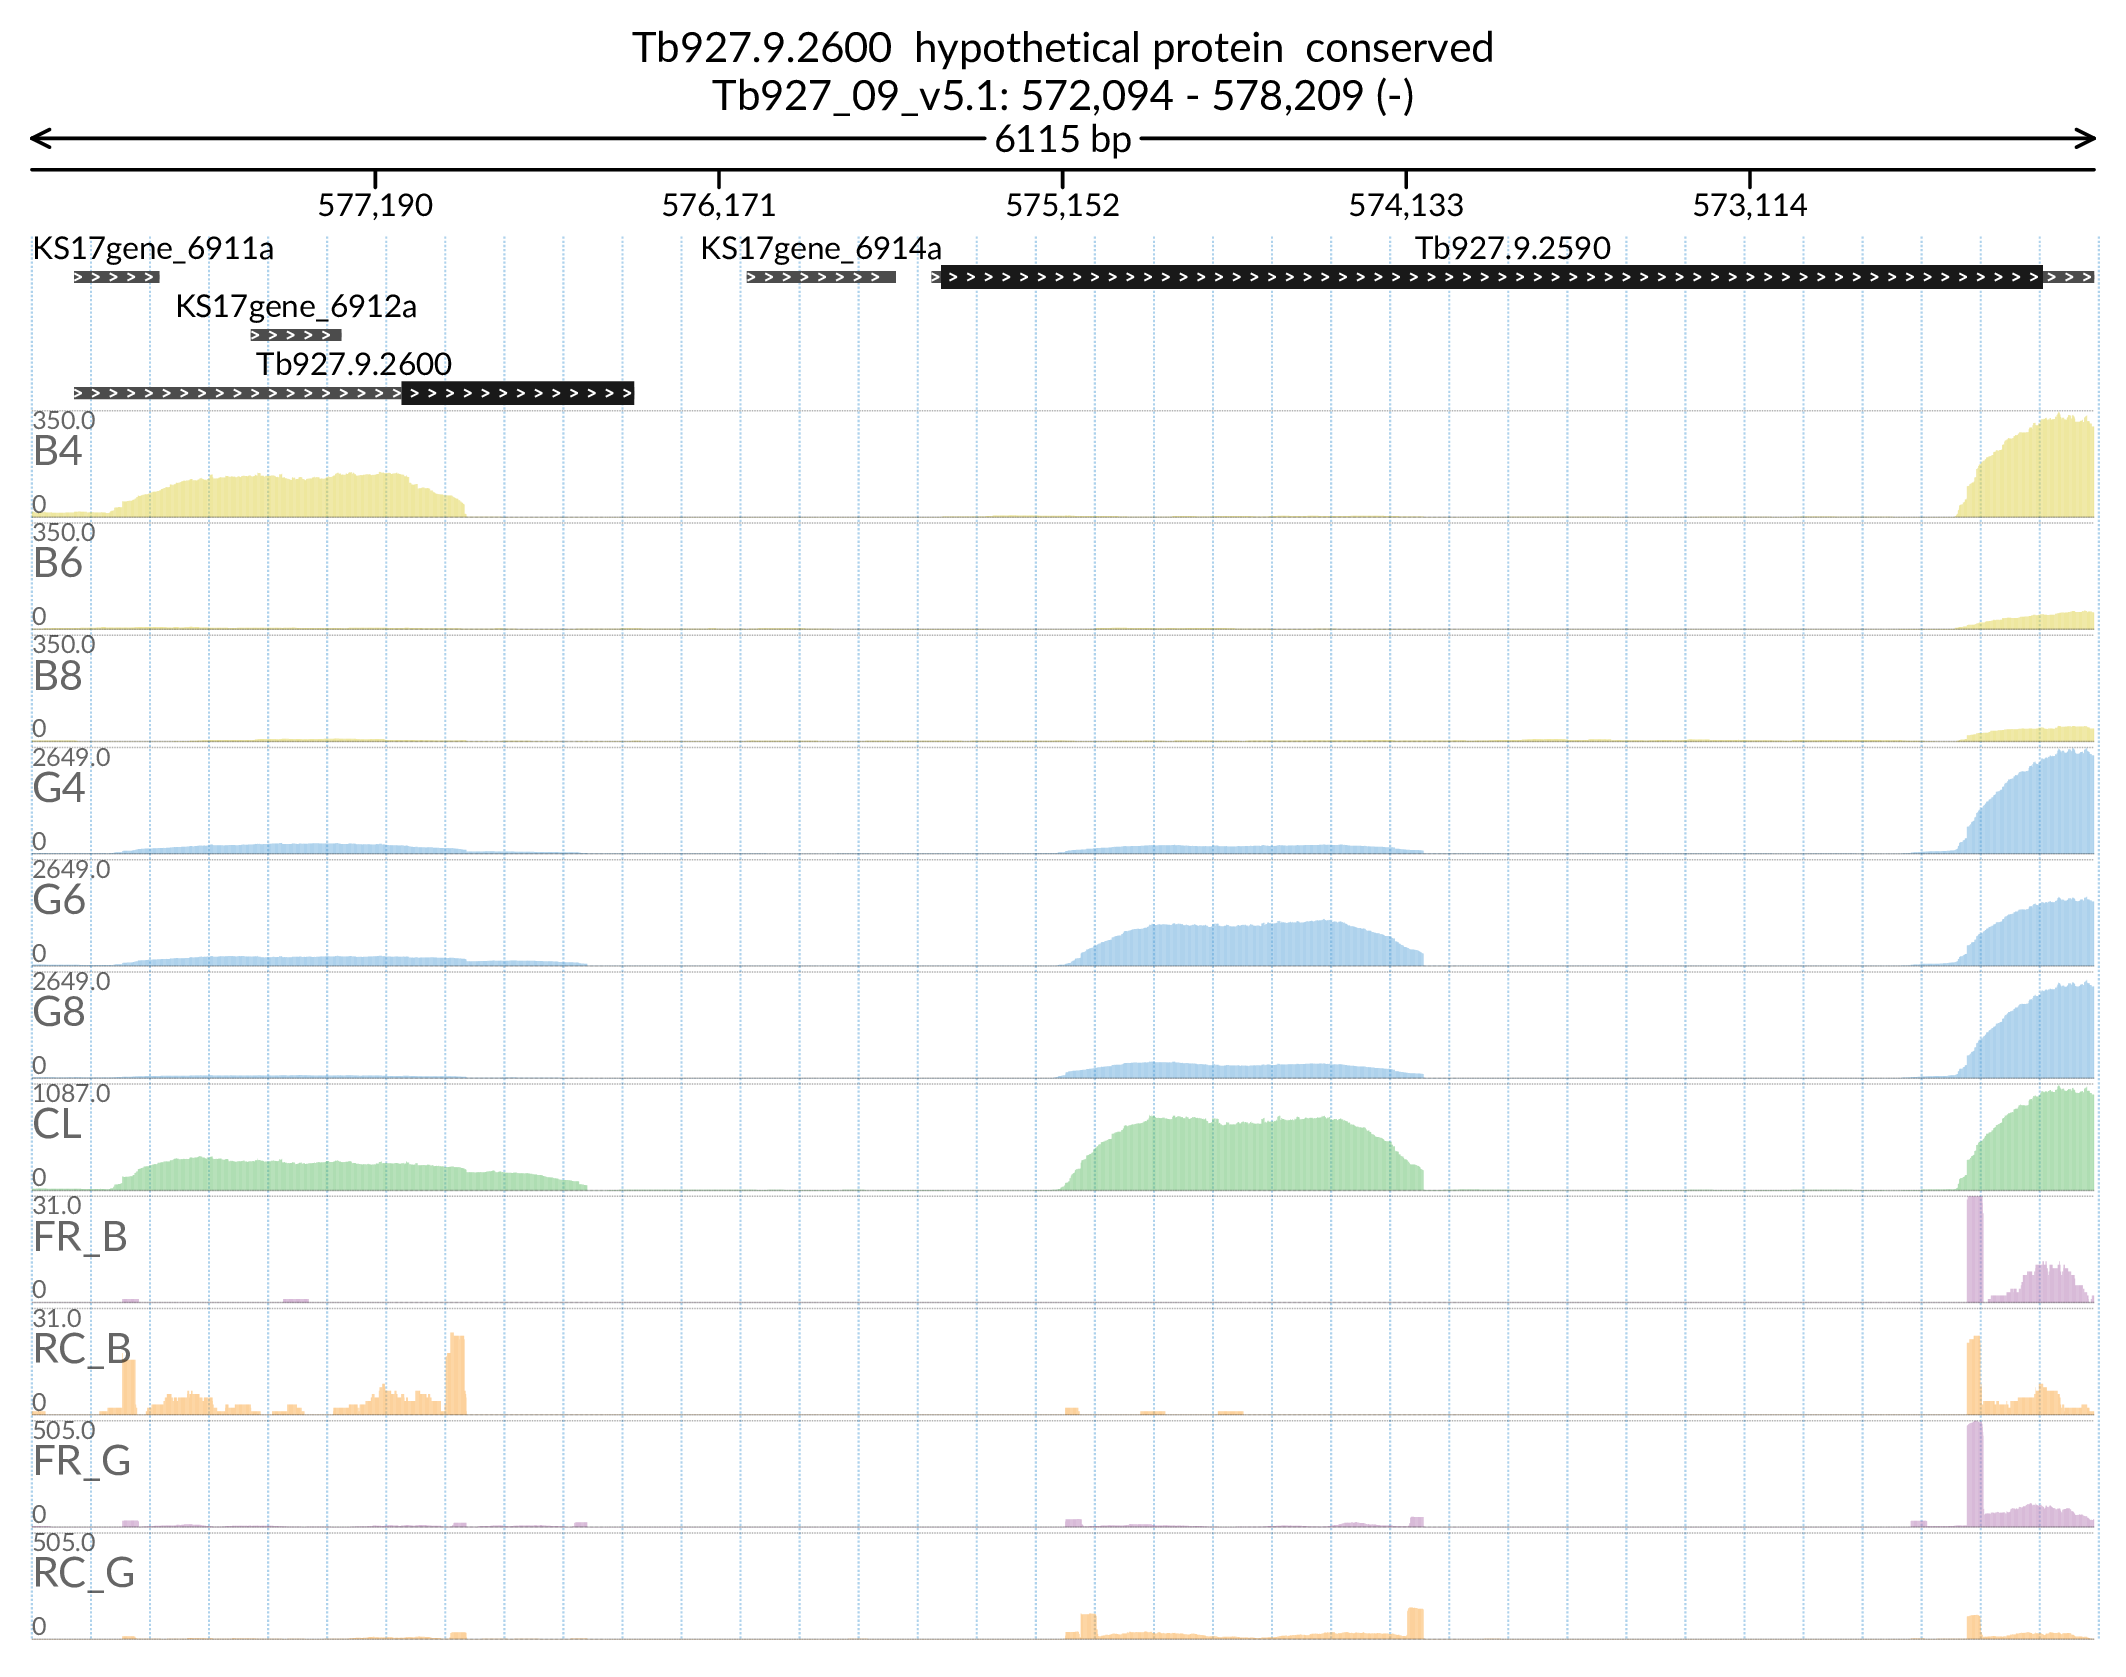 Tb927.9.2600  hypothetical protein  conserved
Tb927_09_v5.1: 572,094 - 578,209 (-)
6115 bp
577,190 576,171 575,152 574,133 573,114
KS17gene_6911a KS17gene_6914a Tb927.9.2590
KS17gene_6912a
Tb927.9.2600
350.0
B4
0
350.0
B6
0
350.0
B8
0
2649.0
G4
0
2649.0
G6
0
2649.0
G8
0
1087.0
CL
0
31.0
FR_B
0
31.0
RC_B
0
505.0
FR_G
0
505.0
RC_G
0